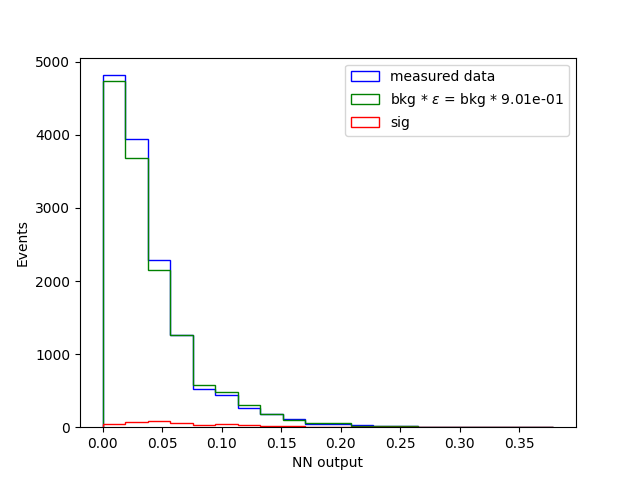 measured data
bkg * ε = bkg * 9.01e-01
sig
5000
4000
3000
2000
1000
0
Events
0.00 0.05 0.10 0.15 0.20 0.25 0.30 0.35
NN output